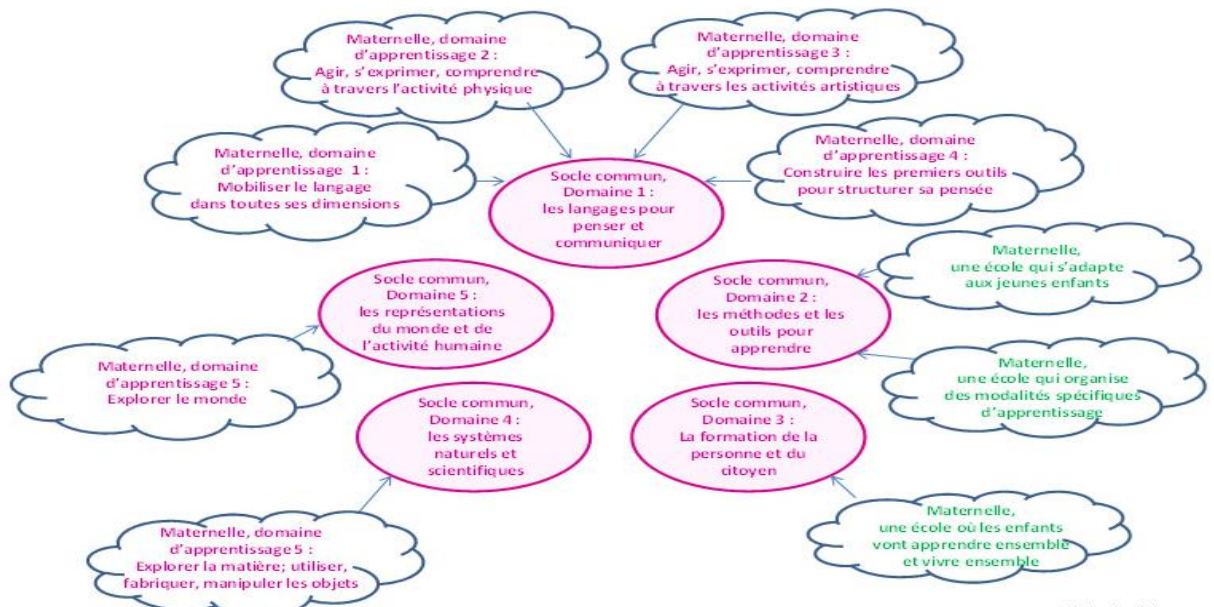 Maternelle, domaine
d'apprentissage 2 :
Agir, s'exprimer, comprendre
à travers l'activité physique
Maternelle, domaine
d'apprentissage 3 :
Agir, s'exprimer, comprendre
à travers les activités artistiques
Maternelle, domaine
d'apprentissage 1 :
Mobiliser le langage
dans toutes ses dimensions
Socle commun,
Domaine 1 :
les langages pour
penser et
communiquer
Maternelle, domaine
d'apprentissage 4 :
Construire les premiers outils
pour structurer sa pensée
Maternelle,
une école qui s'adapte
aux jeunes enfants
Socle commun,
Domaine 5 :
les représentations
du monde et de
l'activité humaine
Socle commun,
Domaine 2 :
les méthodes et les
outils pour
apprendre
Maternelle, domaine
d'apprentissage 5 :
Explorer le monde
Maternelle,
une école qui organise
des modalités spécifiques
d'apprentissage
Socle commun,
Domaine 4 :
les systèmes
naturels et
scientifiques
Socle commun,
Domaine 3 :
La formation de la
personne et du
citoyen
Maternelle, domaine
d'apprentissage 5 :
Explorer la matière; utiliser,
fabriquer, manipuler les objets
Maternelle,
une école où les enfants
vont apprendre ensemble
et vivre ensemble